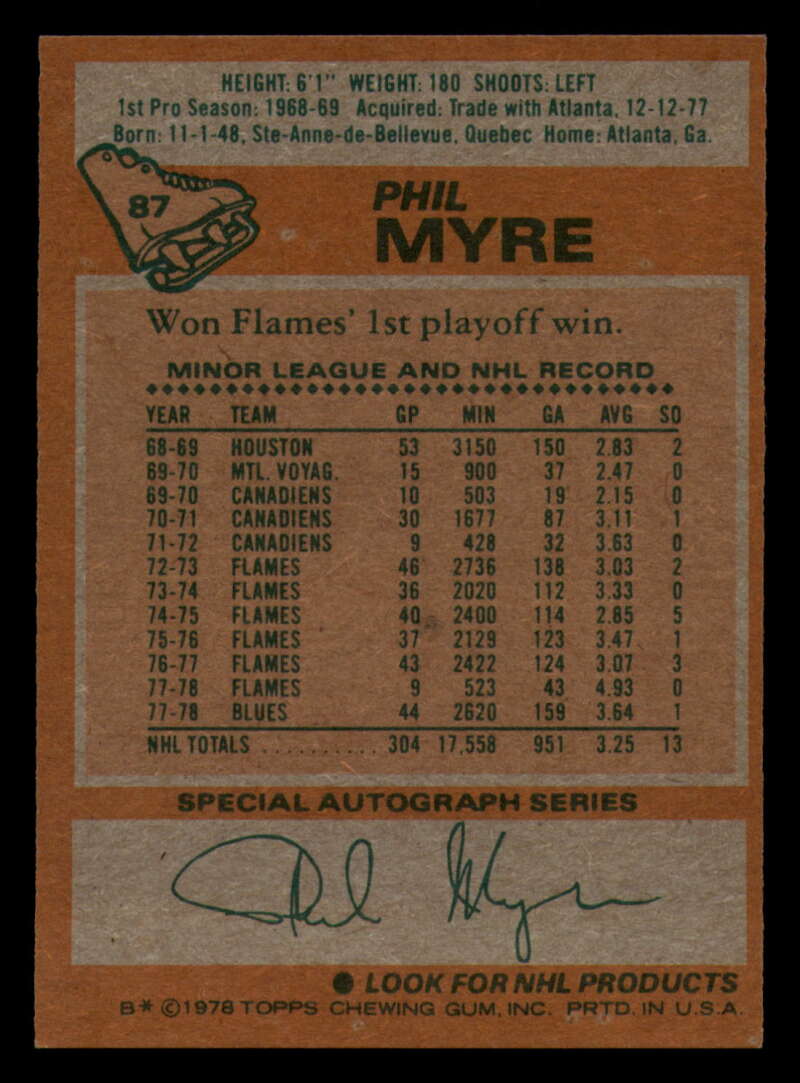 HEIGHT: 6'1" WEIGHT: 180 SHOOTS: LEFT
1st Pro Season: 1968-69 Acquired: Trade with Atlanta, 12-12-77
Born: 11-1-48, Ste-Anne-de-Bellevue, Quebec Home: Atlanta, Ga.
87
PHIL
MYRE
Won Flames' 1st playoff win.
MINOR LEAGUE AND NHL RECORD
YEAR TEAM GP MIN GA AVG SO
68-69 HOUSTON 53 3150 150 2.83 2
69-70 MTL. VOYAG. 15 900 37 2.47 0
69-70 CANADIENS 10 503 19 2.15 0
70-71 CANADIENS 30 1677 87 3.11 1
71-72 CANADIENS 9 428 32 3.63 0
72-73 FLAMES 46 2736 138 3.03 2
73-74 FLAMES 36 2020 112 3.33 0
74-75 FLAMES 40 2400 114 2.85 5
75-76 FLAMES 37 2129 123 3.47 1
76-77 FLAMES 43 2422 124 3.07 3
77-78 FLAMES 9 523 43 4.93 0
77-78 BLUES 44 2620 159 3.64 1
NHL TOTALS .......... 304 17,558 951 3.25 13
SPECIAL AUTOGRAPH SERIES
Phil Myre
● LOOK FOR NHL PRODUCTS
B* ©1978 TOPPS CHEWING GUM, INC. PRTD. IN U.S.A.